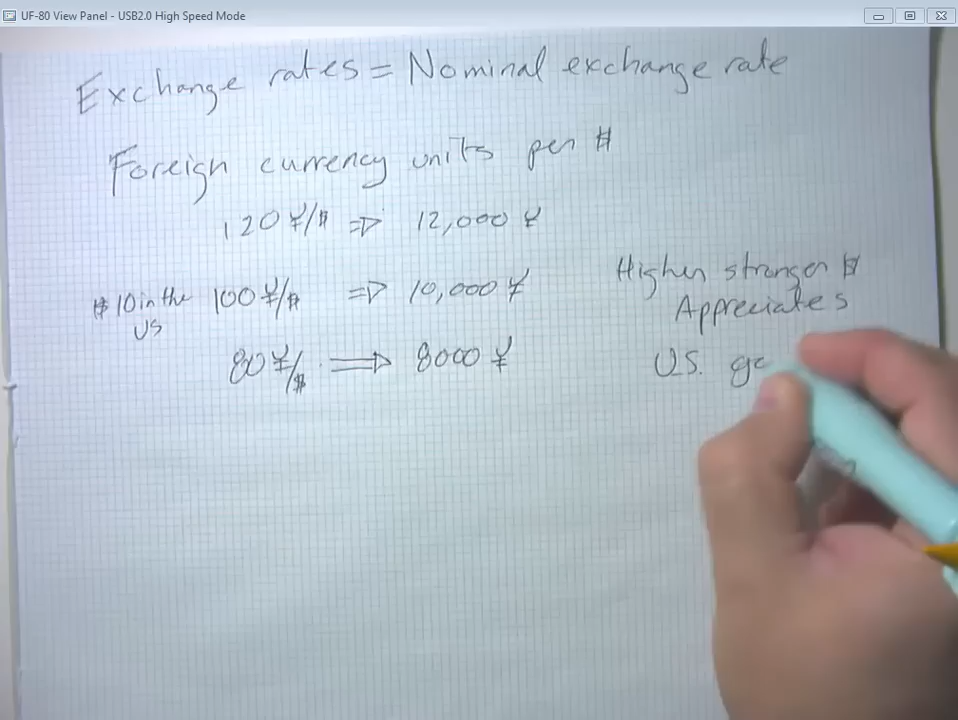 UF-80 View Panel - USB2.0 High Speed Mode
Exchange rates = Nominal exchange rate
Foreign currency units per $
120 ¥/$ ⇒ 12,000 ¥
$10 in the US 100 ¥/$ ⇒ 10,000 ¥
80 ¥/$ ⇒ 8000 ¥
Higher stronger $
Appreciates
U.S. go